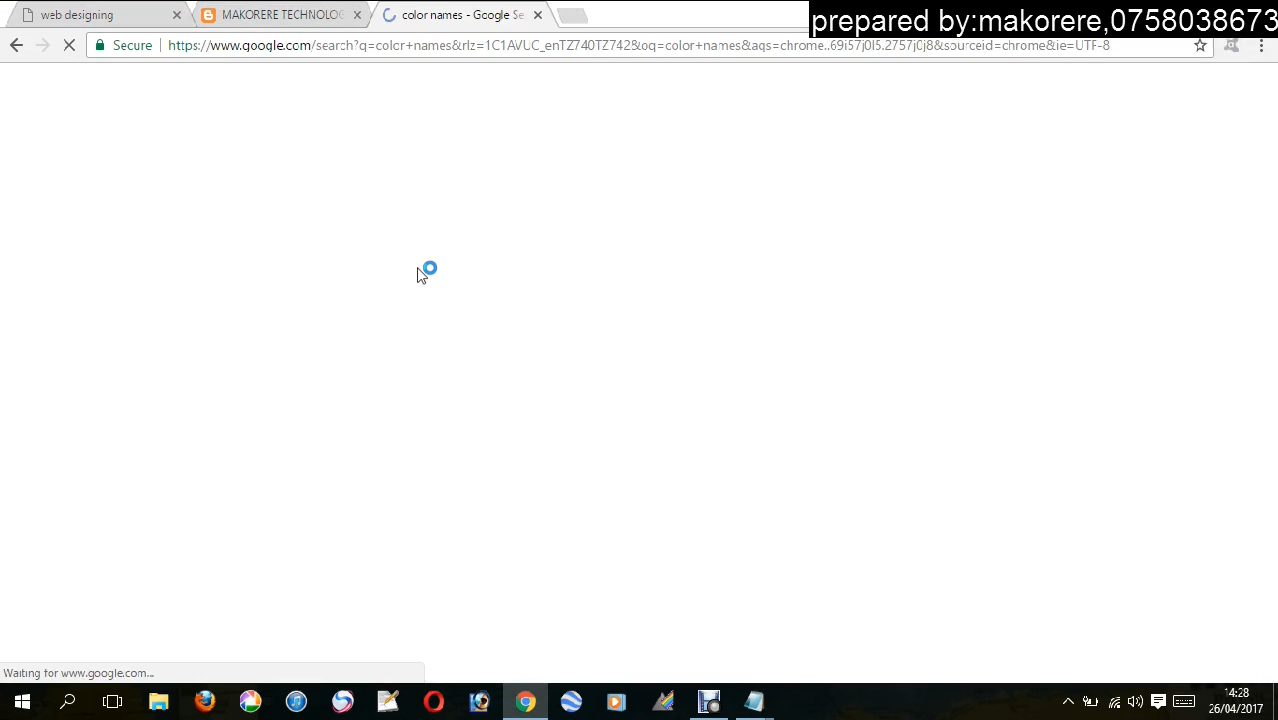 web designing
MAKORERE TECHNOLOG
color names - Google Se
prepared by:makorere,0758038673
Secure
https://www.google.com/search?q=color+names&rlz=1C1AVUC_enTZ740TZ742&oq=color+names&aqs=chrome..69i57j0l5.2757j0j8&sourceid=chrome&ie=UTF-8
Waiting for www.google.com...
14:28
26/04/2017